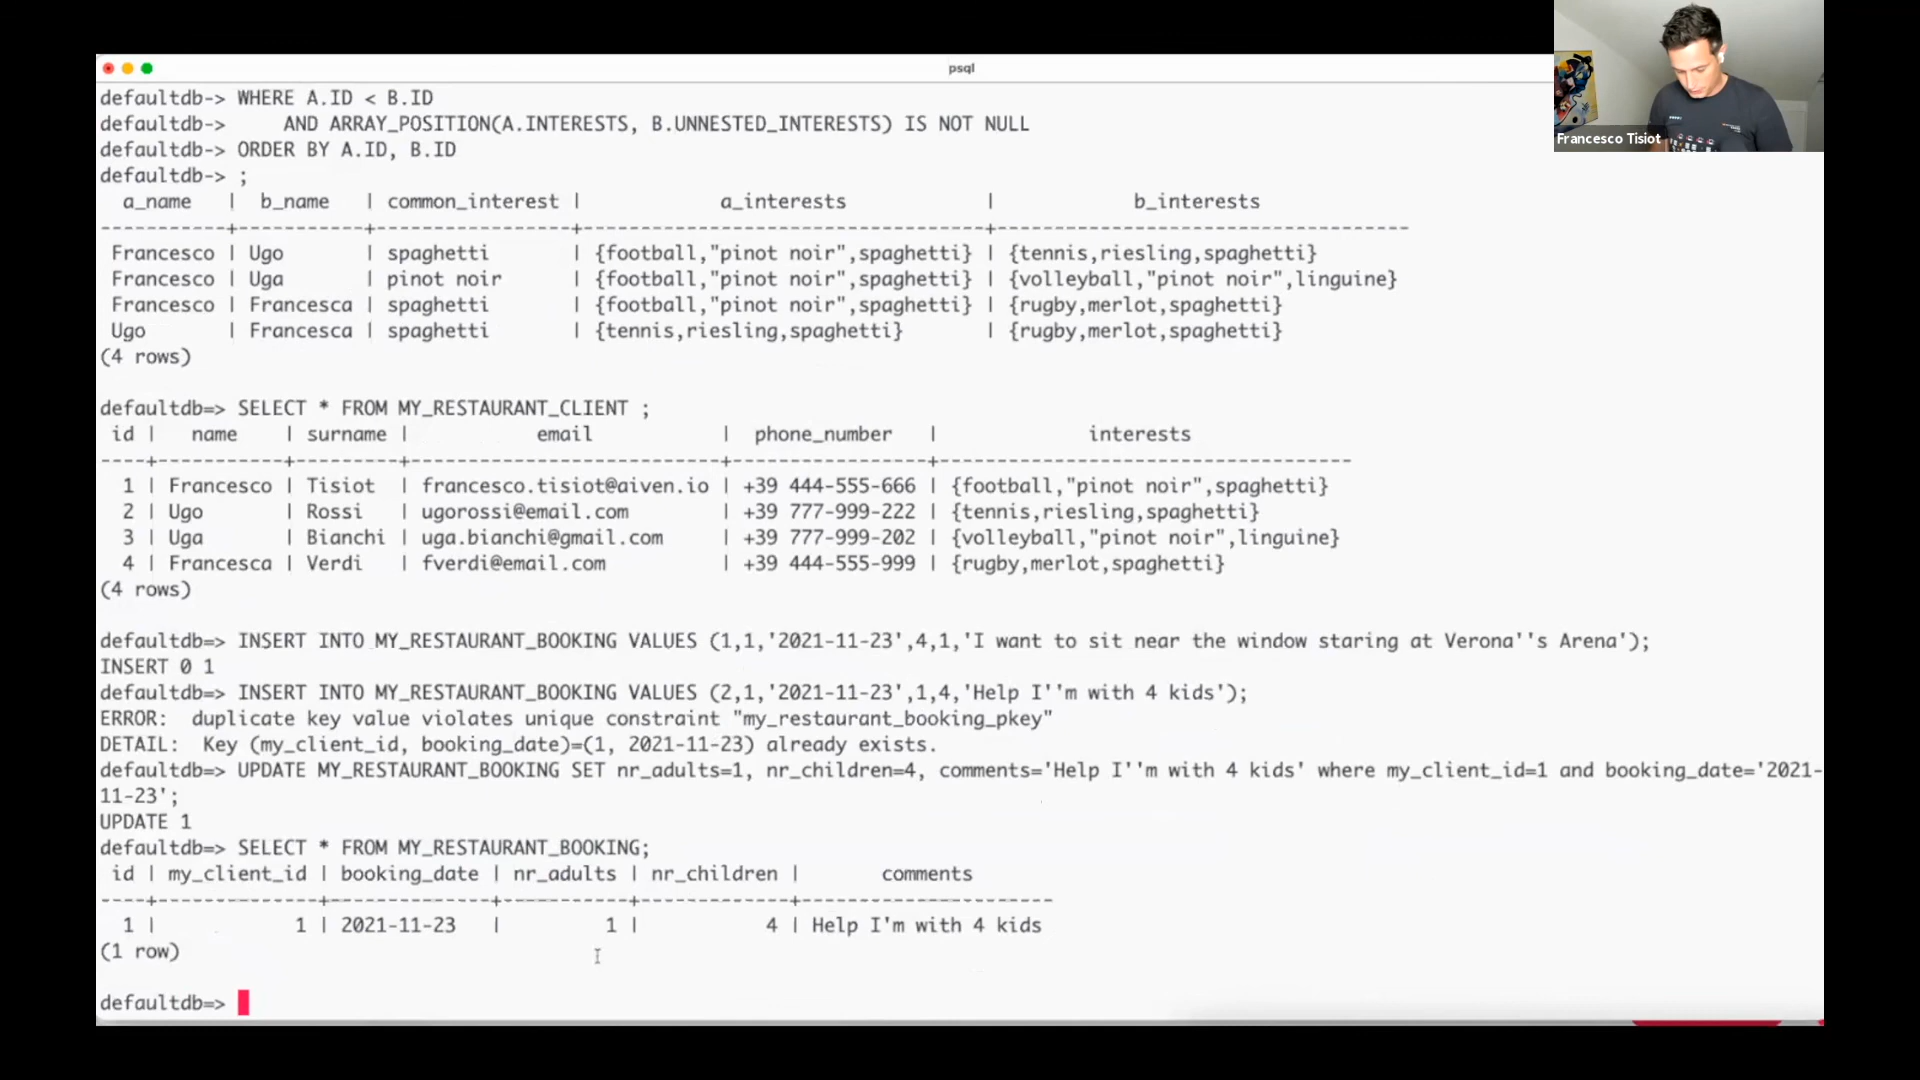 psql
Francesco Tisiot
defaultdb-> WHERE A.ID < B.ID
defaultdb->     AND ARRAY_POSITION(A.INTERESTS, B.UNNESTED_INTERESTS) IS NOT NULL
defaultdb-> ORDER BY A.ID, B.ID
defaultdb-> ;
a_name | b_name | common_interest | a_interests | b_interests
-----------+-----------+-----------------+-----------------------------------+------------------------------------
Francesco | Ugo | spaghetti | {football,"pinot noir",spaghetti} | {tennis,riesling,spaghetti}
Francesco | Uga | pinot noir | {football,"pinot noir",spaghetti} | {volleyball,"pinot noir",linguine}
Francesco | Francesca | spaghetti | {football,"pinot noir",spaghetti} | {rugby,merlot,spaghetti}
Ugo | Francesca | spaghetti | {tennis,riesling,spaghetti} | {rugby,merlot,spaghetti}
(4 rows)
defaultdb=> SELECT * FROM MY_RESTAURANT_CLIENT ;
id | name | surname | email | phone_number | interests
----+-----------+---------+---------------------------+-----------------+------------------------------------
1 | Francesco | Tisiot | francesco.tisiot@aiven.io | +39 444-555-666 | {football,"pinot noir",spaghetti}
2 | Ugo | Rossi | ugorossi@email.com | +39 777-999-222 | {tennis,riesling,spaghetti}
3 | Uga | Bianchi | uga.bianchi@gmail.com | +39 777-999-202 | {volleyball,"pinot noir",linguine}
4 | Francesca | Verdi | fverdi@email.com | +39 444-555-999 | {rugby,merlot,spaghetti}
(4 rows)
defaultdb=> INSERT INTO MY_RESTAURANT_BOOKING VALUES (1,1,'2021-11-23',4,1,'I want to sit near the window staring at Verona''s Arena');
INSERT 0 1
defaultdb=> INSERT INTO MY_RESTAURANT_BOOKING VALUES (2,1,'2021-11-23',1,4,'Help I''m with 4 kids');
ERROR:  duplicate key value violates unique constraint "my_restaurant_booking_pkey"
DETAIL:  Key (my_client_id, booking_date)=(1, 2021-11-23) already exists.
defaultdb=> UPDATE MY_RESTAURANT_BOOKING SET nr_adults=1, nr_children=4, comments='Help I''m with 4 kids' where my_client_id=1 and booking_date='2021-
11-23';
UPDATE 1
defaultdb=> SELECT * FROM MY_RESTAURANT_BOOKING;
id | my_client_id | booking_date | nr_adults | nr_children | comments
----+--------------+--------------+-----------+-------------+----------------------
1 | 1 | 2021-11-23 | 1 | 4 | Help I'm with 4 kids
(1 row)
defaultdb=>